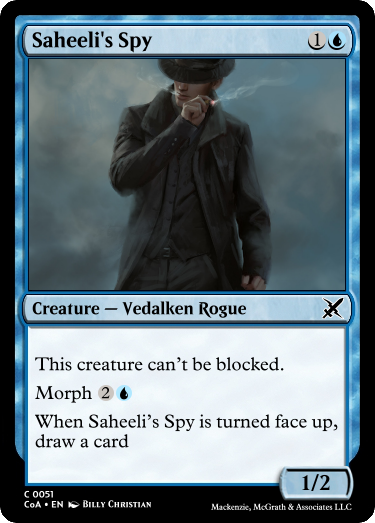 Saheeli's Spy 1
Creature — Vedalken Rogue
This creature can't be blocked.
Morph 2
When Saheeli's Spy is turned face up,
draw a card
1/2
C 0051
CoA • EN Billy Christian
Mackenzie, McGrath & Associates LLC